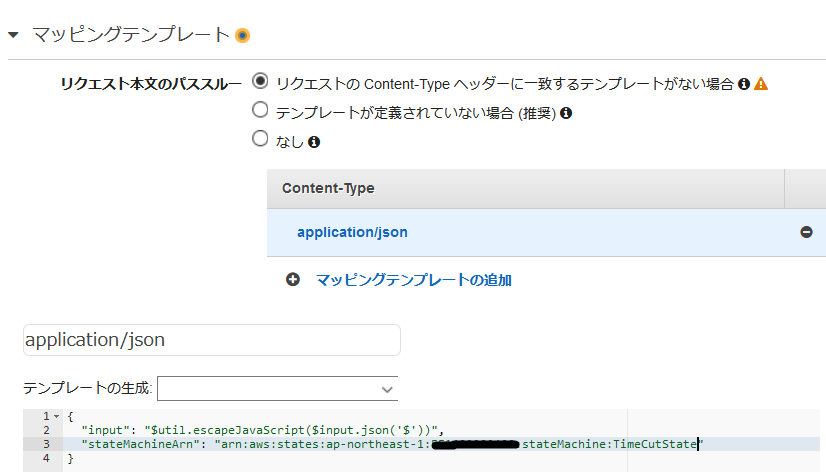 マッピングテンプレート
リクエスト本文のパススルー
リクエストの Content-Type ヘッダーに一致するテンプレートがない場合
テンプレートが定義されていない場合 (推奨)
なし
Content-Type
application/json
マッピングテンプレートの追加
application/json
テンプレートの生成:
1 {
2 "input": "$util.escapeJavaScript($input.json('$'))",
3 "stateMachineArn": "arn:aws:states:ap-northeast-1: stateMachine:TimeCutState"
4 }